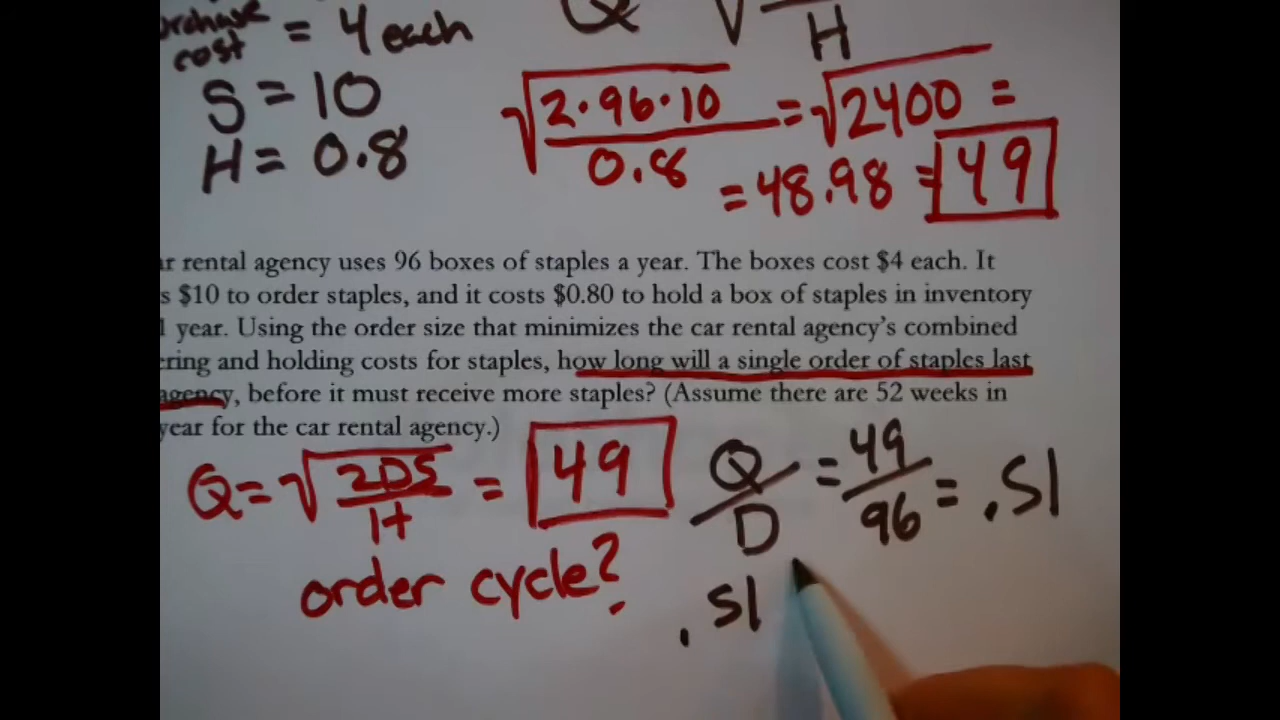 cost = 4 each
Q √ H
S = 10
H = 0.8
√2·96·10 / 0.8 = √2400 =
= 48.98 = 49
rental agency uses 96 boxes of staples a year. The boxes cost $4 each. It
$10 to order staples, and it costs $0.80 to hold a box of staples in inventory
1 year. Using the order size that minimizes the car rental agency's combined
ering and holding costs for staples, how long will a single order of staples last
agency, before it must receive more staples? (Assume there are 52 weeks in
year for the car rental agency.)
Q = √2DS / H = 49
Q / D = 49 / 96 = .51
order cycle?
.51